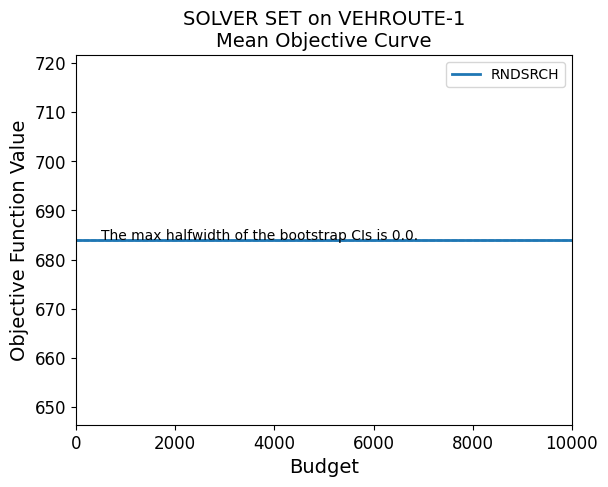 SOLVER SET on VEHROUTE-1
Mean Objective Curve
RNDSRCH
The max halfwidth of the bootstrap CIs is 0.0.
Objective Function Value
720
710
700
690
680
670
660
650
0 2000 4000 6000 8000 10000
Budget